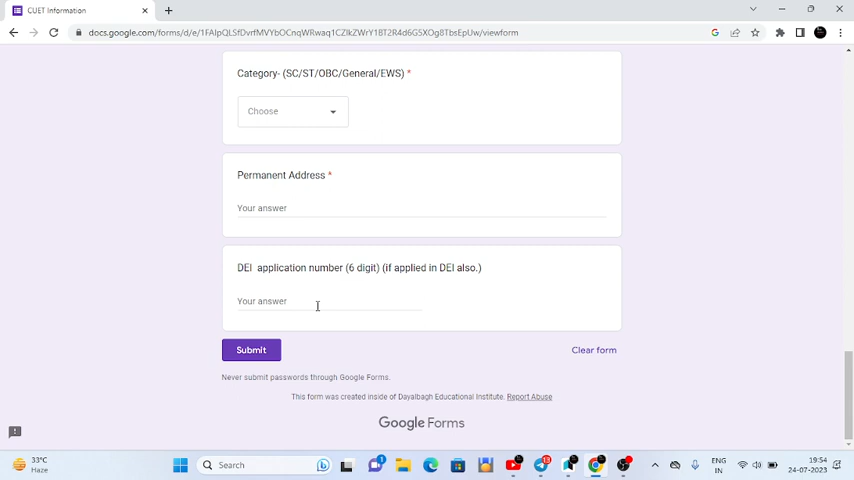 CUET Information
docs.google.com/forms/d/e/1FAIpQLSfDvrfMVYbOCnqWRwaq1CZIkZWrY1BT2R4d6G5XOg8TbsEpUw/viewform
Category- (SC/ST/OBC/General/EWS) *
Choose
Permanent Address *
Your answer
DEI application number (6 digit) (if applied in DEI also.)
Your answer
Submit
Clear form
Never submit passwords through Google Forms.
This form was created inside of Dayalbagh Educational Institute. Report Abuse
Google Forms
33°C
Haze
Search
1
13
ENG
IN
19:54
24-07-2023